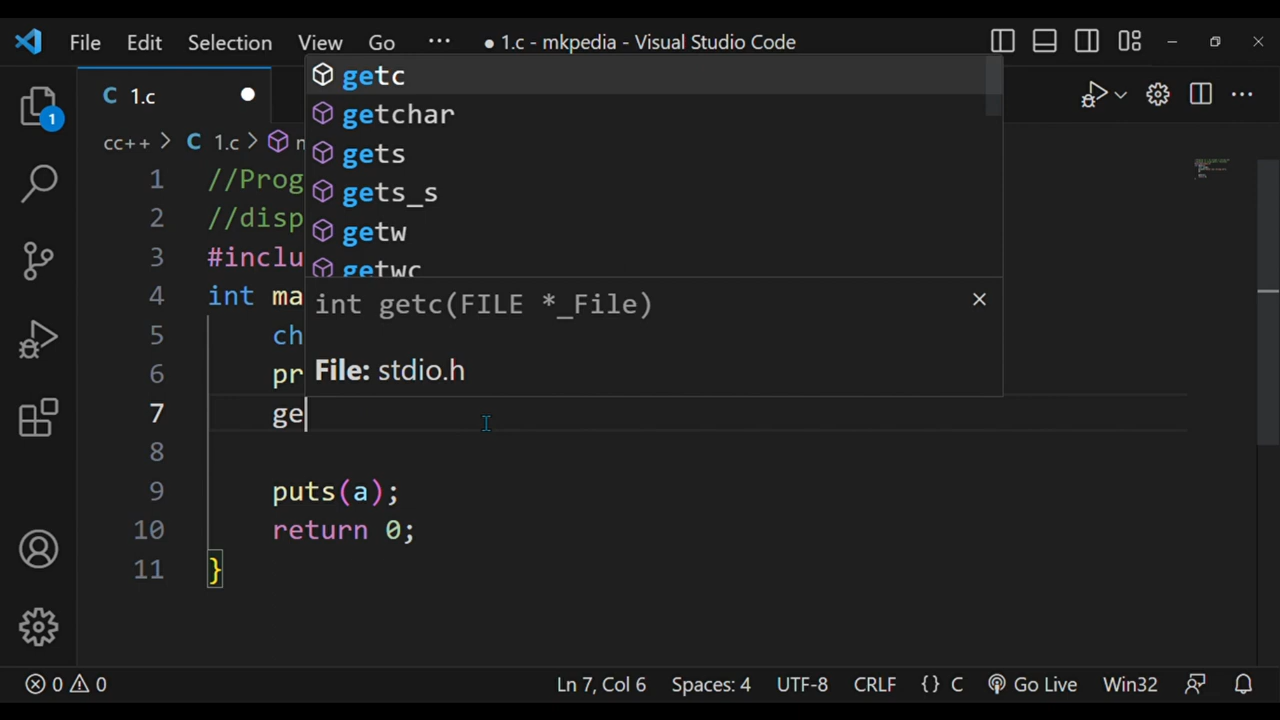 File Edit Selection View Go ··· ● 1.c - mkpedia - Visual Studio Code
C 1.c ●
cc++ > C 1.c >
1 //Prog
2 //disp
3 #inclu
4 int ma
5 ch
6 pr
7 ge
8
9 puts(a);
10 return 0;
11 }
getc
getchar
gets
gets_s
getw
getwc
int getc(FILE *_File)
File: stdio.h
1
0 0 Ln 7, Col 6 Spaces: 4 UTF-8 CRLF {} C Go Live Win32